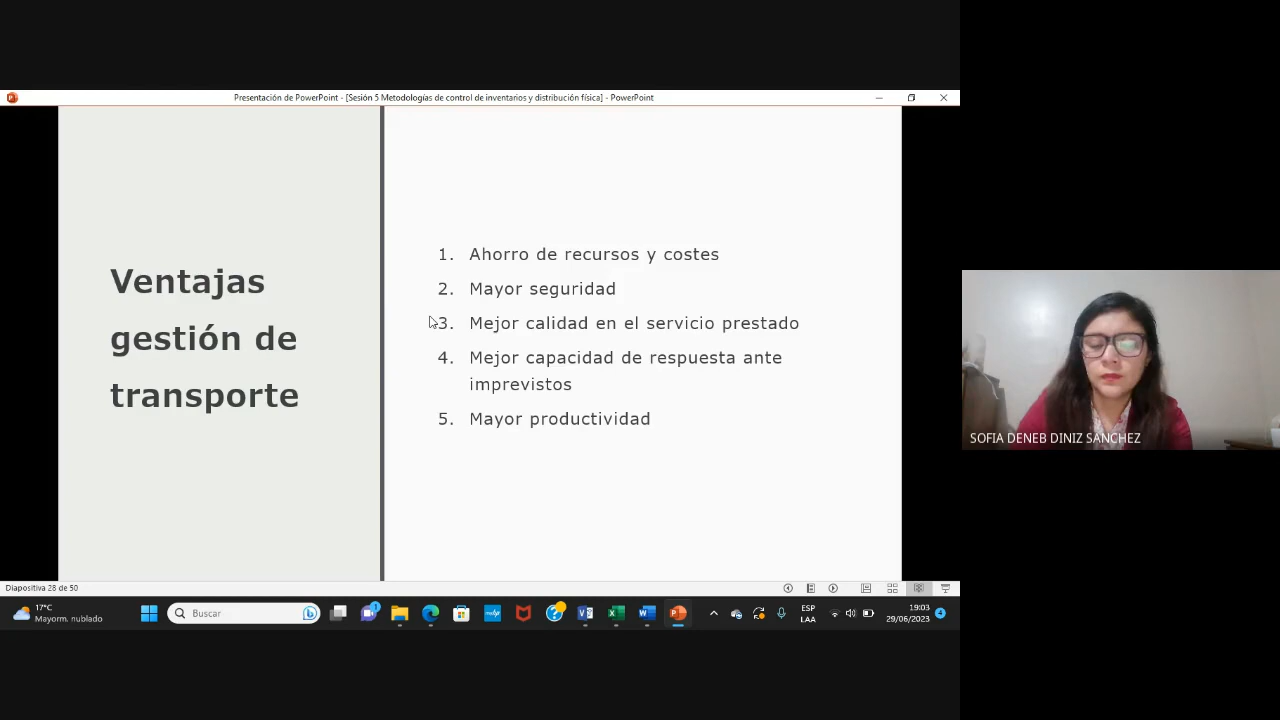 Presentación de PowerPoint - [Sesión 5 Metodologías de control de inventarios y distribución física] - PowerPoint
Ventajas
gestión de
transporte
1. Ahorro de recursos y costes
2. Mayor seguridad
3. Mejor calidad en el servicio prestado
4. Mejor capacidad de respuesta ante
imprevistos
5. Mayor productividad
SOFIA DENEB DINIZ SANCHEZ
Diapositiva 28 de 50
17°C
Mayorm. nublado
Buscar
ESP
LAA
19:03
29/06/2023
4